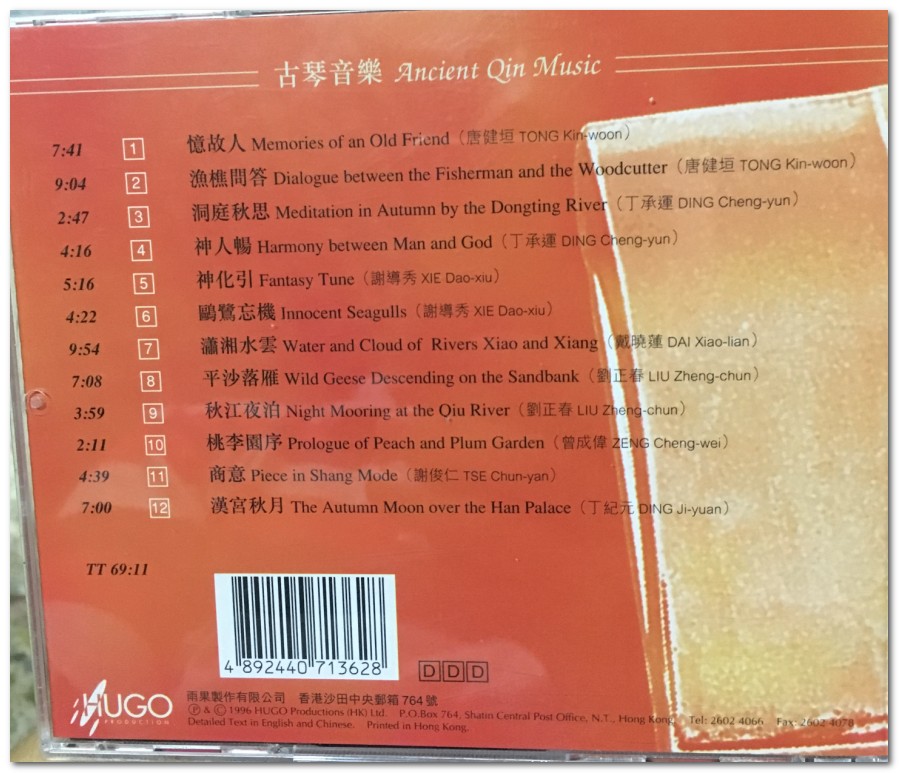 古琴音樂 Ancient Qin Music
7:41 1 憶故人 Memories of an Old Friend（唐健垣 TONG Kin-woon）
9:04 2 漁樵問答 Dialogue between the Fisherman and the Woodcutter（唐健垣 TONG Kin-woon）
2:47 3 洞庭秋思 Meditation in Autumn by the Dongting River（丁承運 DING Cheng-yun）
4:16 4 神人暢 Harmony between Man and God（丁承運 DING Cheng-yun）
5:16 5 神化引 Fantasy Tune（謝導秀 XIE Dao-xiu）
4:22 6 鷗鷺忘機 Innocent Seagulls（謝導秀 XIE Dao-xiu）
9:54 7 瀟湘水雲 Water and Cloud of Rivers Xiao and Xiang（戴曉蓮 DAI Xiao-lian）
7:08 8 平沙落雁 Wild Geese Descending on the Sandbank（劉正春 LIU Zheng-chun）
3:59 9 秋江夜泊 Night Mooring at the Qiu River（劉正春 LIU Zheng-chun）
2:11 10 桃李園序 Prologue of Peach and Plum Garden（曾成偉 ZENG Cheng-wei）
4:39 11 商意 Piece in Shang Mode（謝俊仁 TSE Chun-yan）
7:00 12 漢宮秋月 The Autumn Moon over the Han Palace（丁紀元 DING Ji-yuan）
TT 69:11
4 892440 713628
DDD
HUGO
PRODUCTION
雨果製作有限公司 香港沙田中央郵箱764號
Ⓟ & © 1996 HUGO Productions (HK) Ltd. P.O.Box 764, Shatin Central Post Office, N.T., Hong Kong. Tel: 2602 4066 Fax: 2602 4078
Detailed Text in English and Chinese. Printed in Hong Kong.